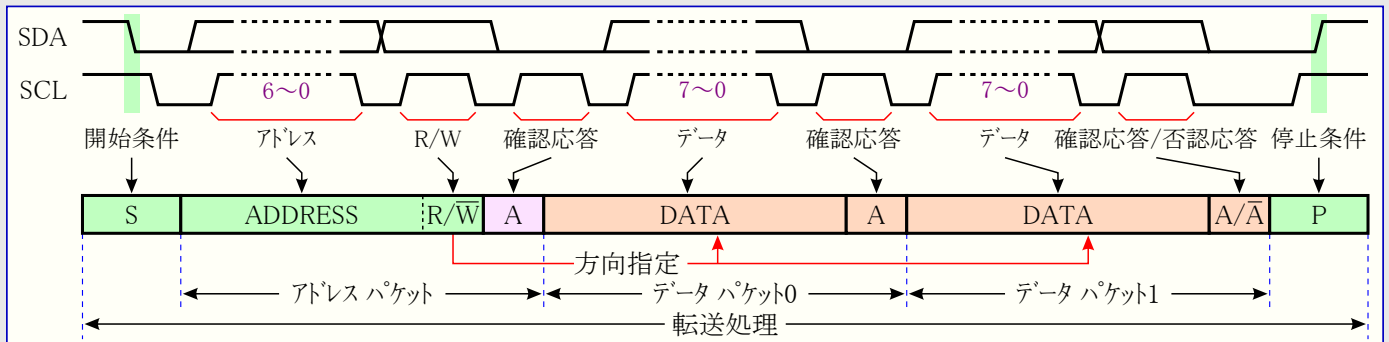 SDA
SCL
6～0 7～0 7～0
開始条件 ｱﾄﾞﾚｽ R/W 確認応答 ﾃﾞｰﾀ 確認応答 ﾃﾞｰﾀ 確認応答/否認応答 停止条件
S ADDRESS R/W̅ A DATA A DATA A/A̅ P
方向指定
ｱﾄﾞﾚｽ ﾊﾟｹｯﾄ ﾃﾞｰﾀ ﾊﾟｹｯﾄ0 ﾃﾞｰﾀ ﾊﾟｹｯﾄ1
転送処理